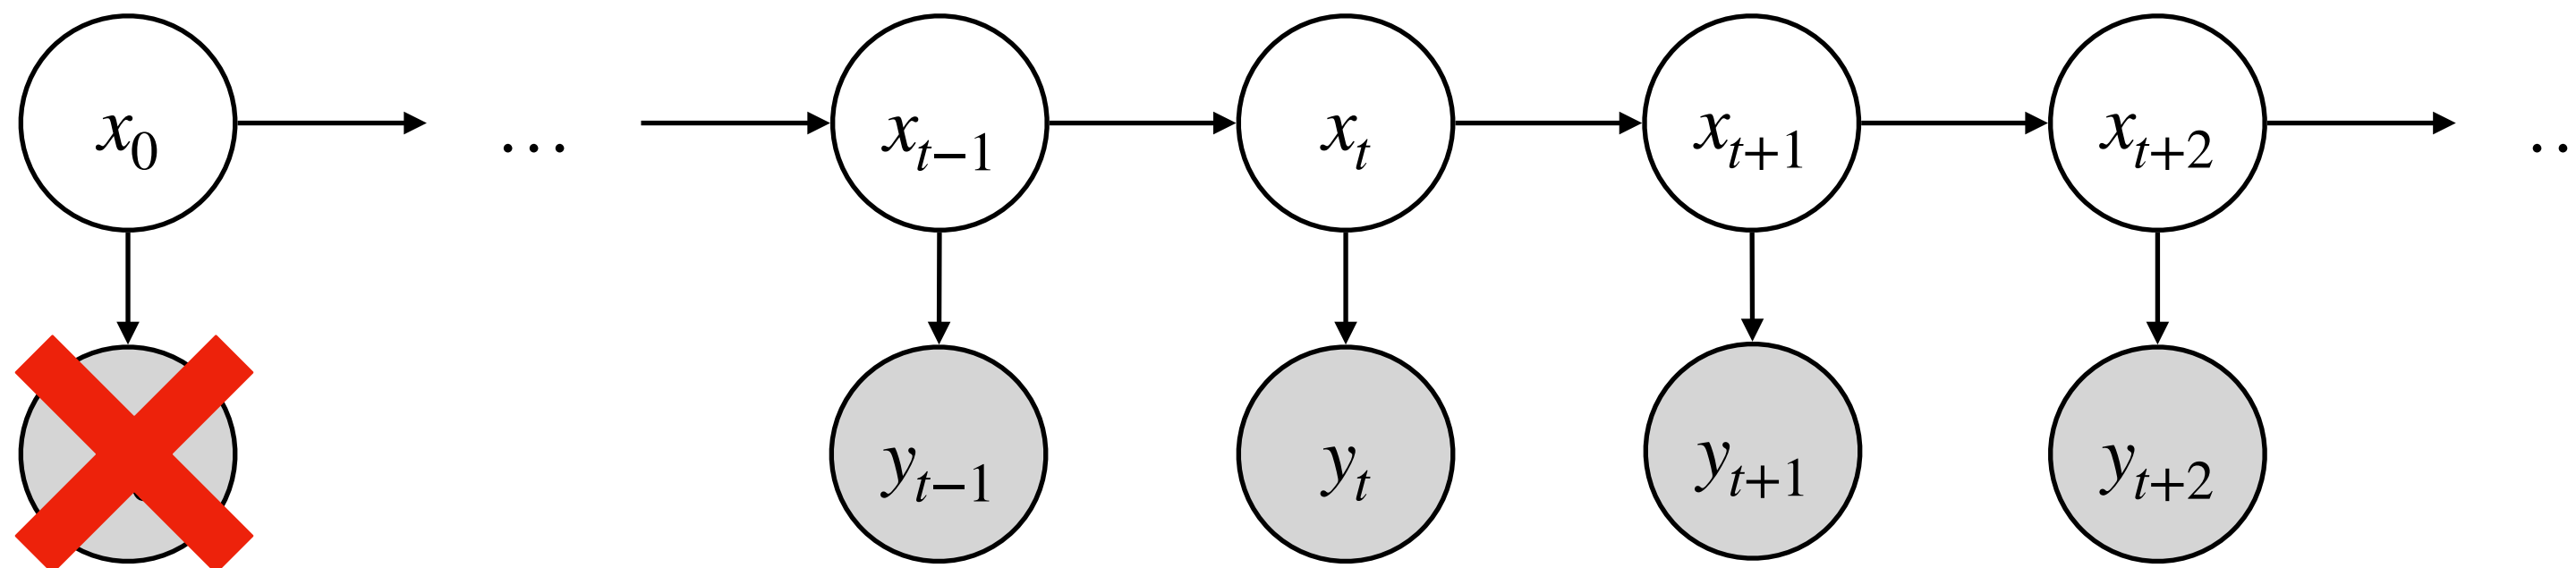 x₀ … xₜ₋₁ xₜ xₜ₊₁ xₜ₊₂ ..
yₜ₋₁ yₜ yₜ₊₁ yₜ₊₂